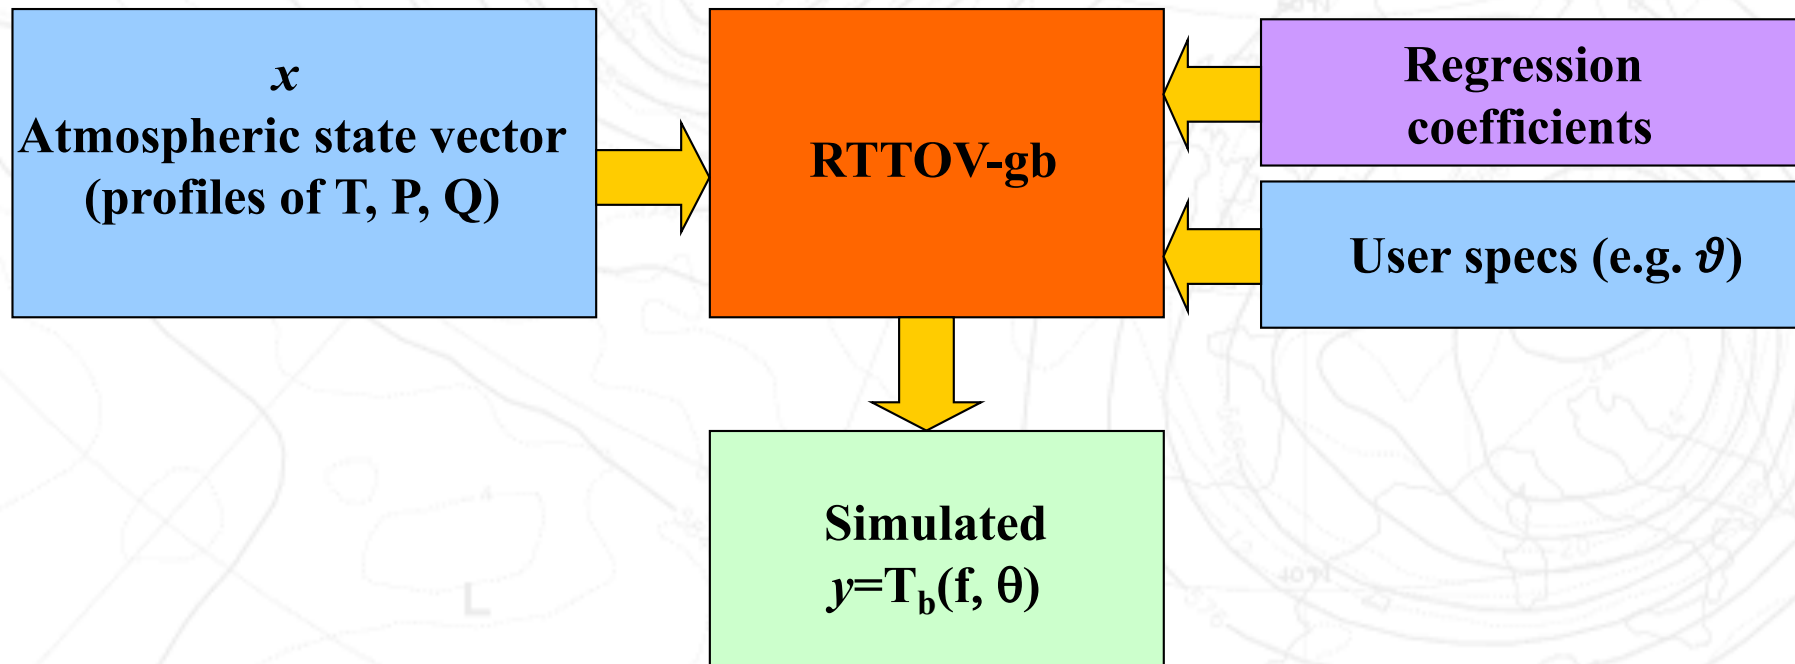 x
Atmospheric state vector
(profiles of T, P, Q)
RTTOV-gb
Regression
coefficients
User specs (e.g. ϑ)
Simulated
y=Tb(f, θ)
L